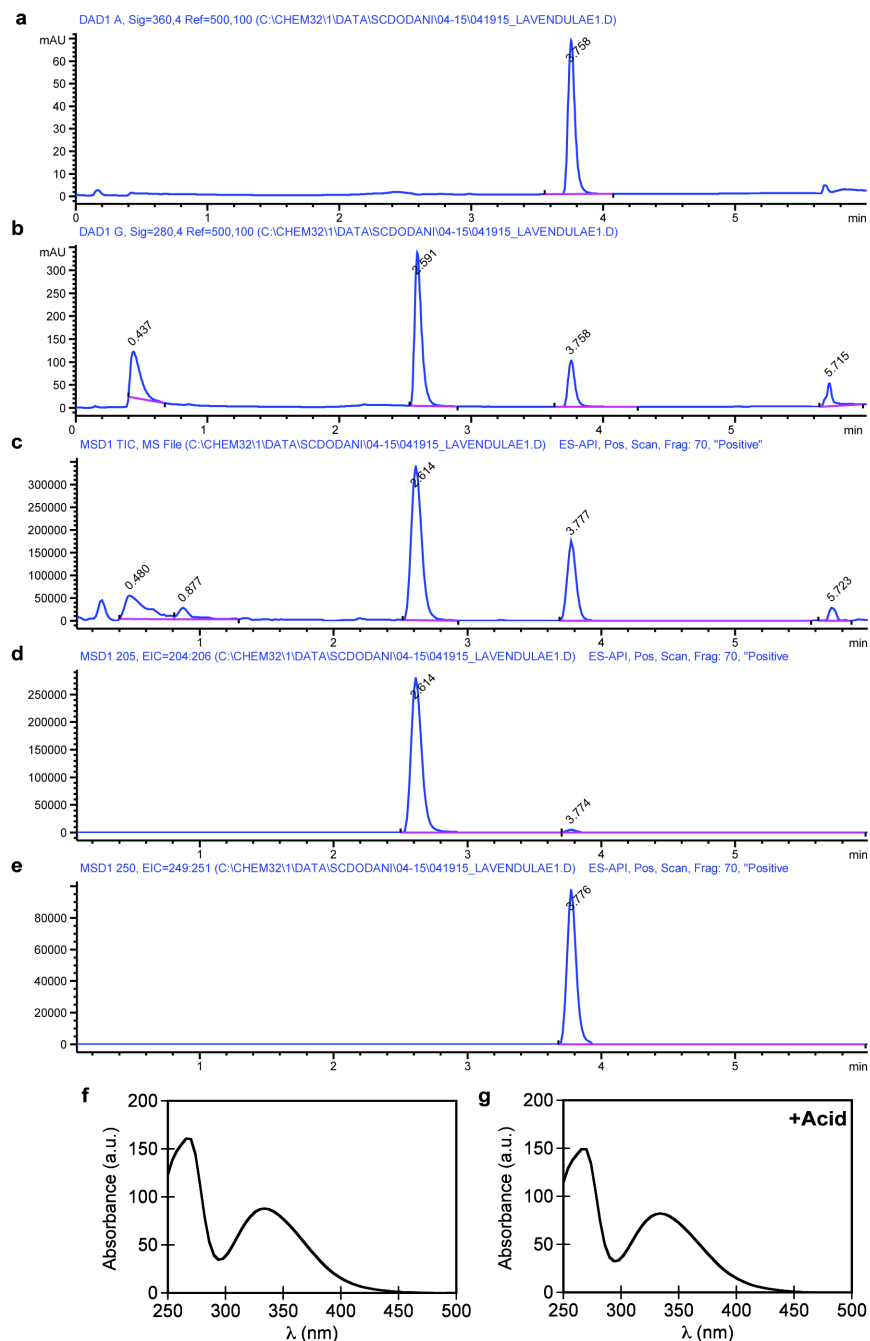 a
DAD1 A, Sig=360,4 Ref=500,100 (C:\CHEM32\1\DATA\SCDODANI\04-15\041915_LAVENDULAE1.D)
mAU
60
50
40
30
20
10
0
3.758
0 1 2 3 4 5 min
b
DAD1 G, Sig=280,4 Ref=500,100 (C:\CHEM32\1\DATA\SCDODANI\04-15\041915_LAVENDULAE1.D)
mAU
300
250
200
150
100
50
0
0.437
2.591
3.758
5.715
0 1 2 3 4 5 min
c
MSD1 TIC, MS File (C:\CHEM32\1\DATA\SCDODANI\04-15\041915_LAVENDULAE1.D) ES-API, Pos, Scan, Frag: 70, "Positive"
300000
250000
200000
150000
100000
50000
0
0.480
0.877
2.614
3.777
5.723
1 2 3 4 5 min
d
MSD1 205, EIC=204:206 (C:\CHEM32\1\DATA\SCDODANI\04-15\041915_LAVENDULAE1.D) ES-API, Pos, Scan, Frag: 70, "Positive
250000
200000
150000
100000
50000
0
2.614
3.774
1 2 3 4 5 min
e
MSD1 250, EIC=249:251 (C:\CHEM32\1\DATA\SCDODANI\04-15\041915_LAVENDULAE1.D) ES-API, Pos, Scan, Frag: 70, "Positive
80000
60000
40000
20000
0
3.776
1 2 3 4 5 min
f
Absorbance (a.u.)
200
150
100
50
0
250 300 350 400 450 500
λ (nm)
g
+Acid
Absorbance (a.u.)
200
150
100
50
0
250 300 350 400 450 500
λ (nm)